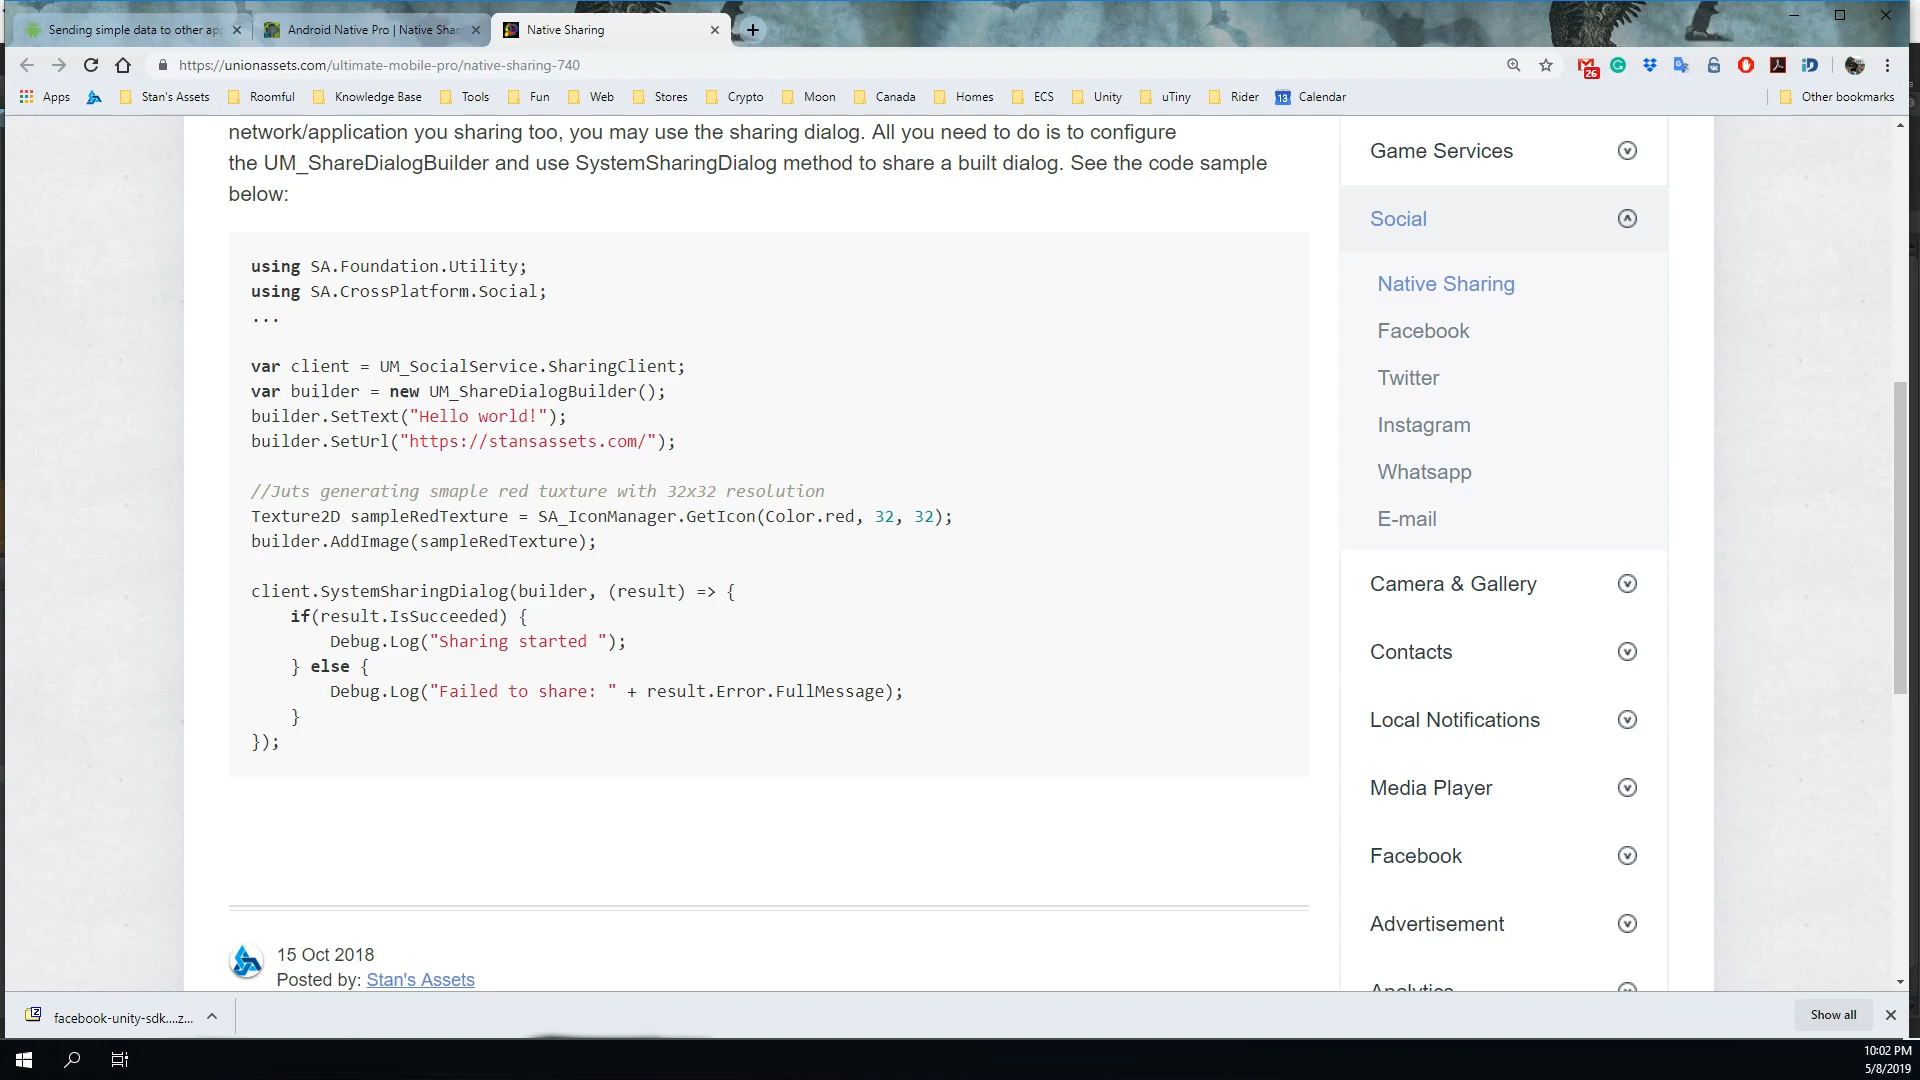 Sending simple data to other ap
Android Native Pro | Native Shar
Native Sharing
https://unionassets.com/ultimate-mobile-pro/native-sharing-740
26
Apps
Stan's Assets
Roomful
Knowledge Base
Tools
Fun
Web
Stores
Crypto
Moon
Canada
Homes
ECS
Unity
uTiny
Rider
13
Calendar
Other bookmarks
network/application you sharing too, you may use the sharing dialog. All you need to do is to configure
the UM_ShareDialogBuilder and use SystemSharingDialog method to share a built dialog. See the code sample
below:
using SA.Foundation.Utility;
using SA.CrossPlatform.Social;
...
var client = UM_SocialService.SharingClient;
var builder = new UM_ShareDialogBuilder();
builder.SetText("Hello world!");
builder.SetUrl("https://stansassets.com/");
//Juts generating smaple red tuxture with 32x32 resolution
Texture2D sampleRedTexture = SA_IconManager.GetIcon(Color.red, 32, 32);
builder.AddImage(sampleRedTexture);
client.SystemSharingDialog(builder, (result) => {
if(result.IsSucceeded) {
Debug.Log("Sharing started ");
} else {
Debug.Log("Failed to share: " + result.Error.FullMessage);
}
});
15 Oct 2018
Posted by: Stan's Assets
Game Services
Social
Native Sharing
Facebook
Twitter
Instagram
Whatsapp
E-mail
Camera & Gallery
Contacts
Local Notifications
Media Player
Facebook
Advertisement
Analytics
facebook-unity-sdk....z...
Show all
10:02 PM
5/8/2019